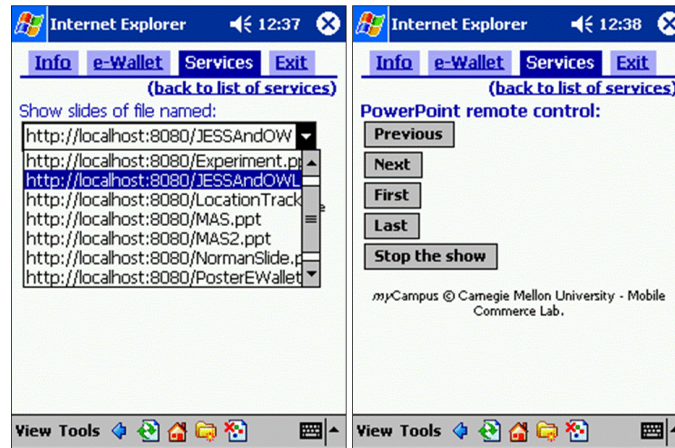 Internet Explorer 12:37
Info e-Wallet Services Exit
(back to list of services)
Show slides of file named:
http://localhost:8080/JESSAndOW
http://localhost:8080/Experiment.pp
http://localhost:8080/JESSAndOWL
http://localhost:8080/LocationTrack
http://localhost:8080/MAS.ppt
http://localhost:8080/MAS2.ppt
http://localhost:8080/NormanSlide.p
http://localhost:8080/PosterEWallet
View Tools
Internet Explorer 12:38
Info e-Wallet Services Exit
(back to list of services)
PowerPoint remote control:
Previous
Next
First
Last
Stop the show
myCampus © Carnegie Mellon University - Mobile
Commerce Lab.
View Tools